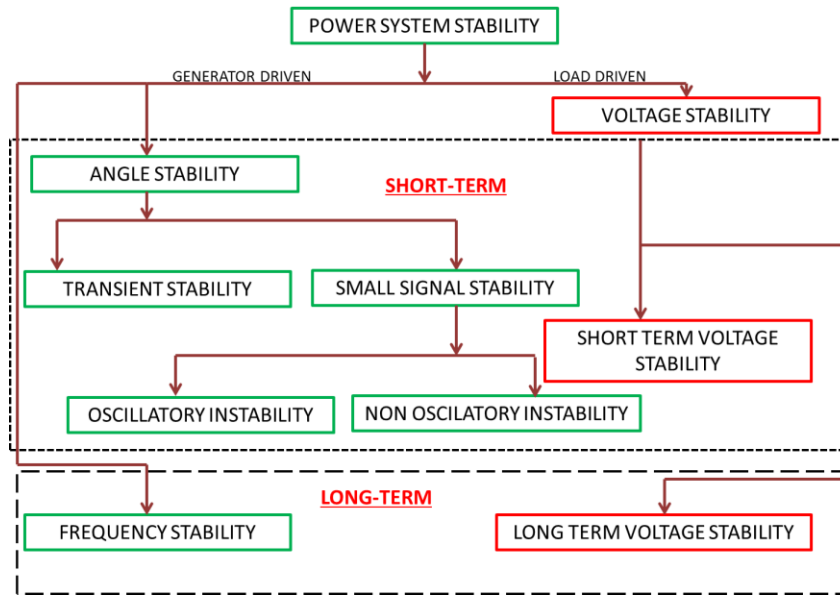 POWER SYSTEM STABILITY
GENERATOR DRIVEN
LOAD DRIVEN
VOLTAGE STABILITY
ANGLE STABILITY
SHORT-TERM
TRANSIENT STABILITY
SMALL SIGNAL STABILITY
SHORT TERM VOLTAGE
STABILITY
OSCILLATORY INSTABILITY
NON OSCILATORY INSTABILITY
LONG-TERM
FREQUENCY STABILITY
LONG TERM VOLTAGE STABILITY